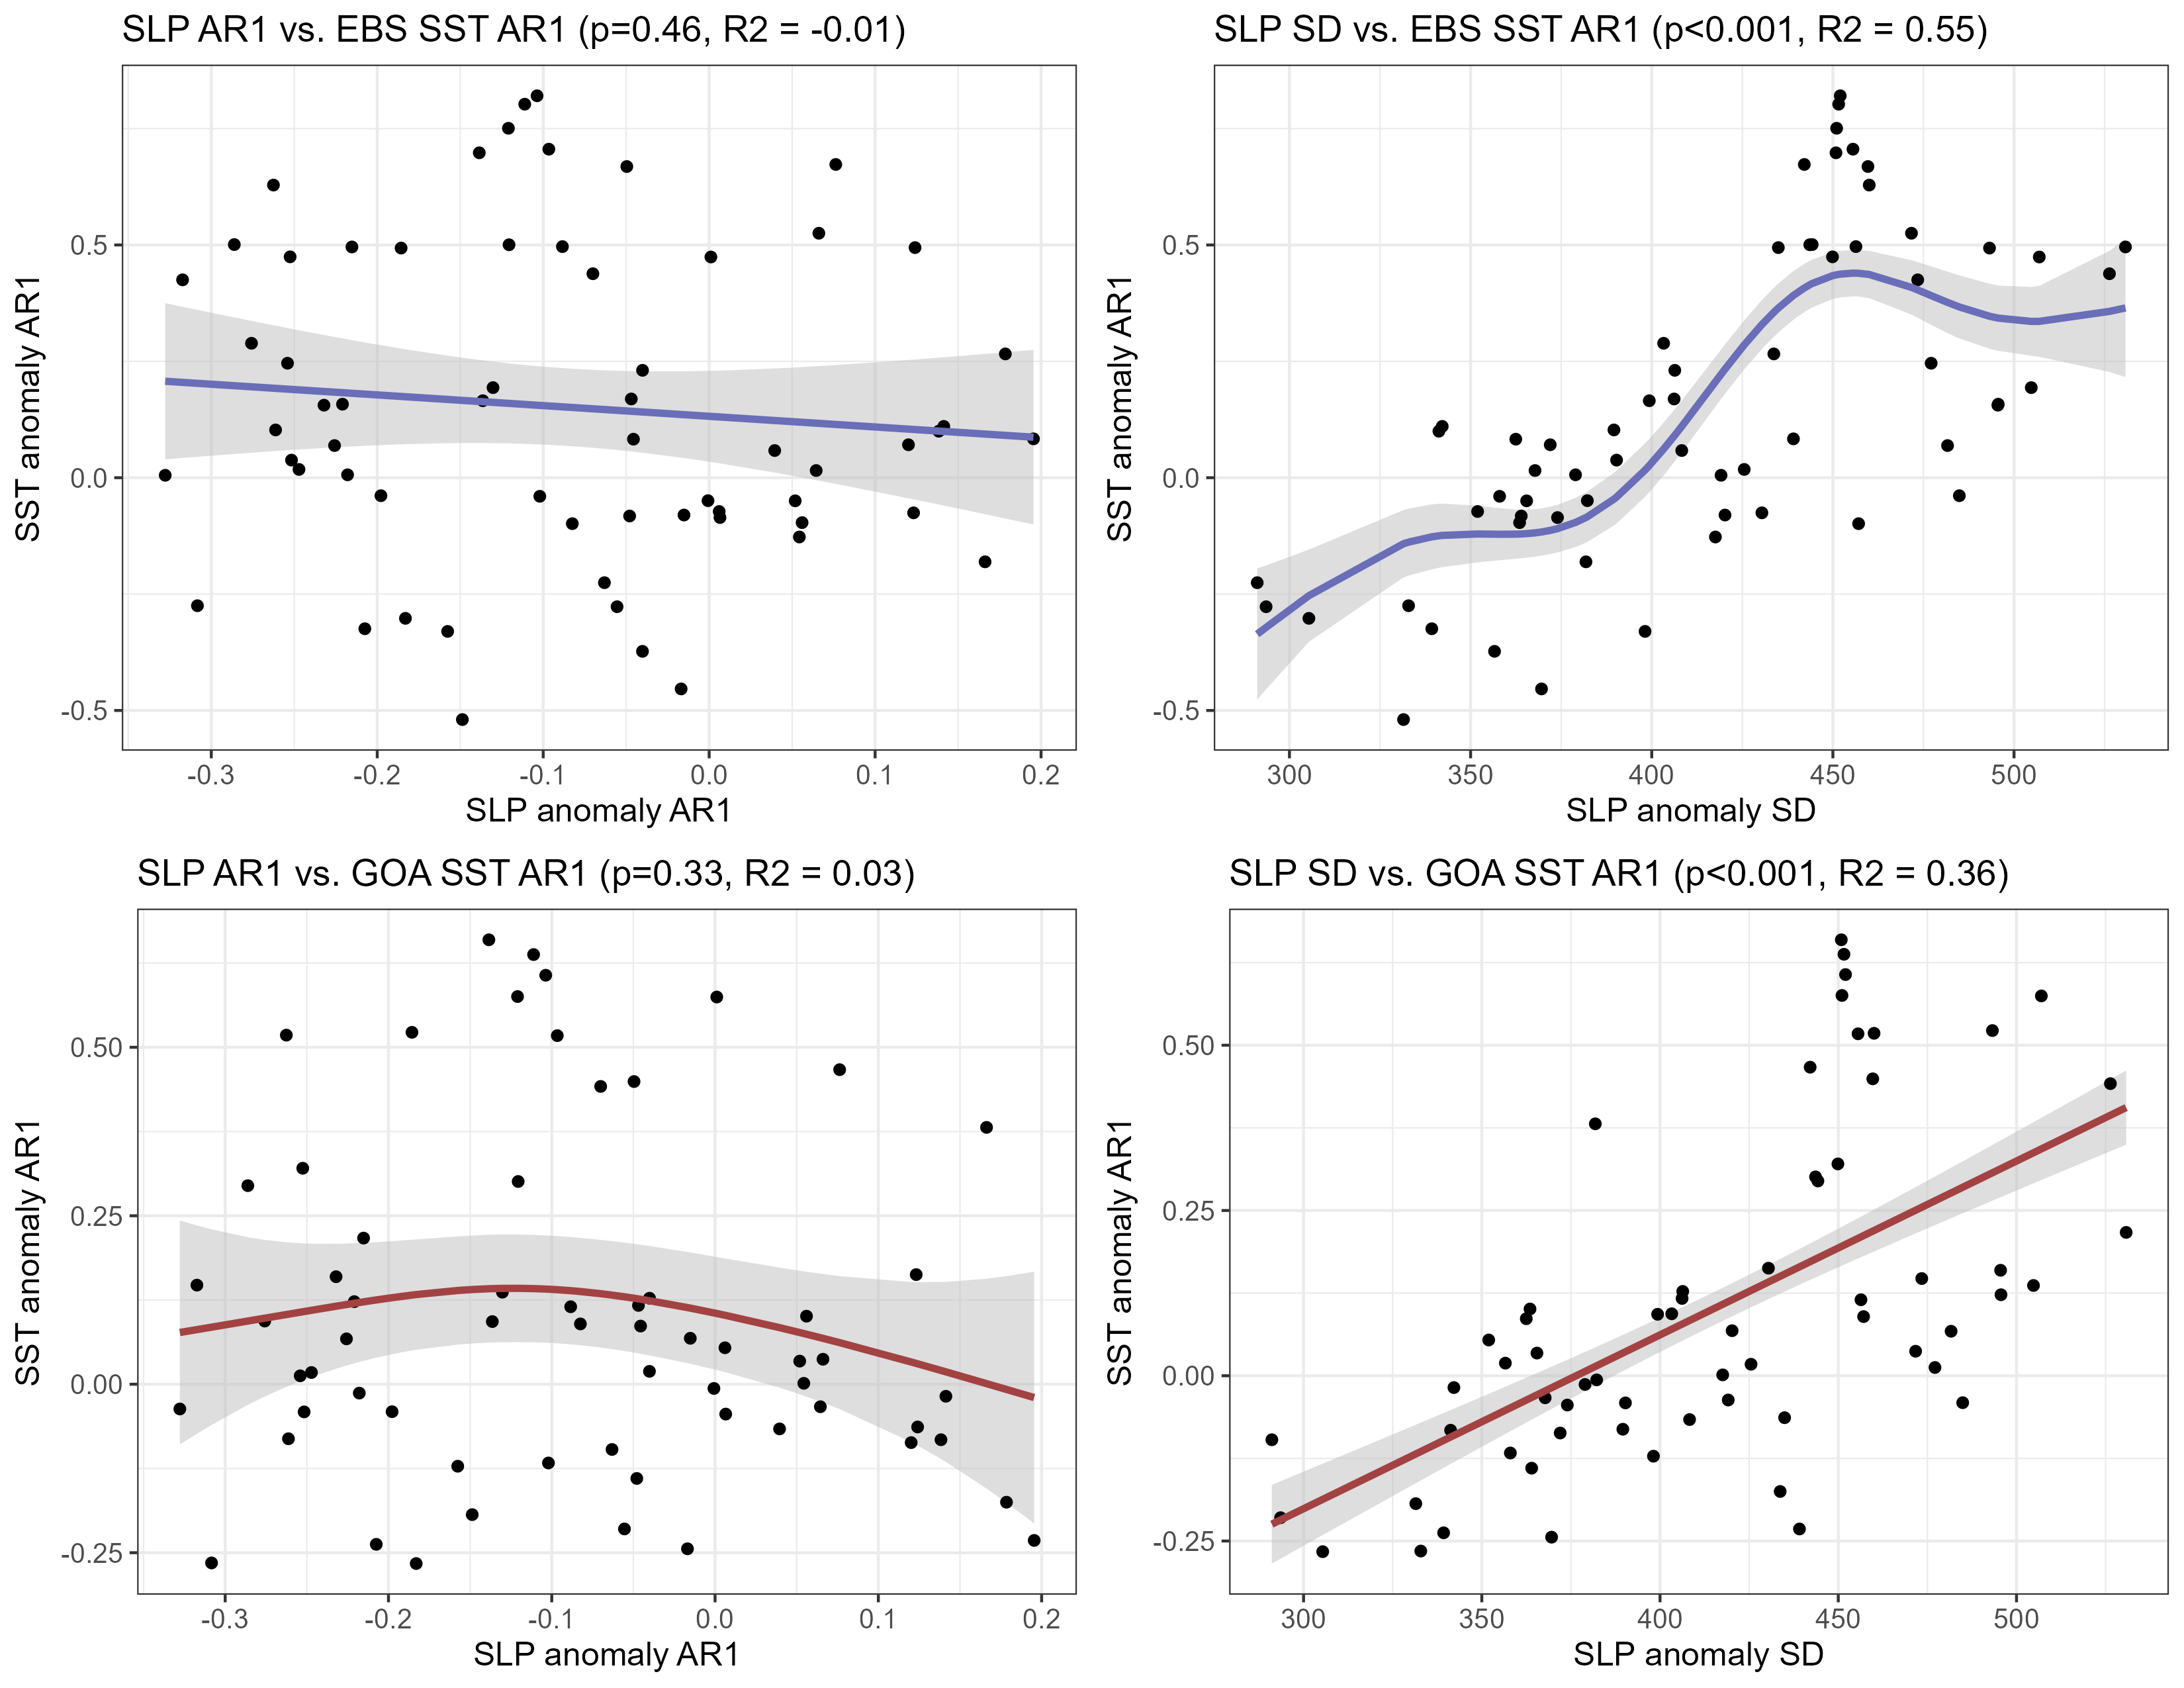 SLP AR1 vs. EBS SST AR1 (p=0.46, R2 = -0.01)
SST anomaly AR1
0.5
0.0
-0.5
-0.3 -0.2 -0.1 0.0 0.1 0.2
SLP anomaly AR1
SLP SD vs. EBS SST AR1 (p<0.001, R2 = 0.55)
SST anomaly AR1
0.5
0.0
-0.5
300 350 400 450 500
SLP anomaly SD
SLP AR1 vs. GOA SST AR1 (p=0.33, R2 = 0.03)
SST anomaly AR1
0.50
0.25
0.00
-0.25
-0.3 -0.2 -0.1 0.0 0.1 0.2
SLP anomaly AR1
SLP SD vs. GOA SST AR1 (p<0.001, R2 = 0.36)
SST anomaly AR1
0.50
0.25
0.00
-0.25
300 350 400 450 500
SLP anomaly SD